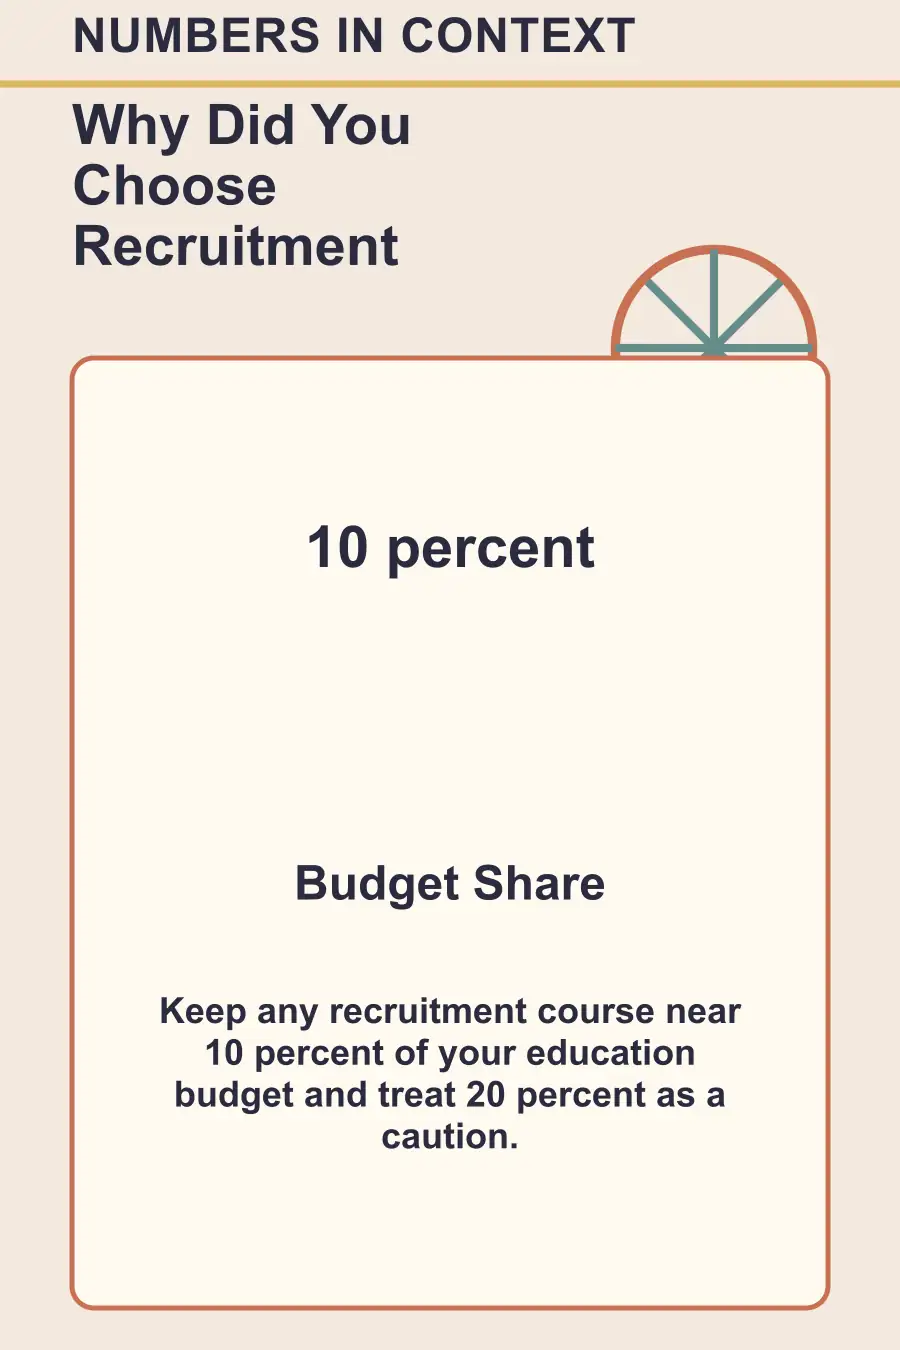 NUMBERS IN CONTEXT
Why Did You
Choose
Recruitment
10 percent
Budget Share
Keep any recruitment course near
10 percent of your education
budget and treat 20 percent as a
caution.